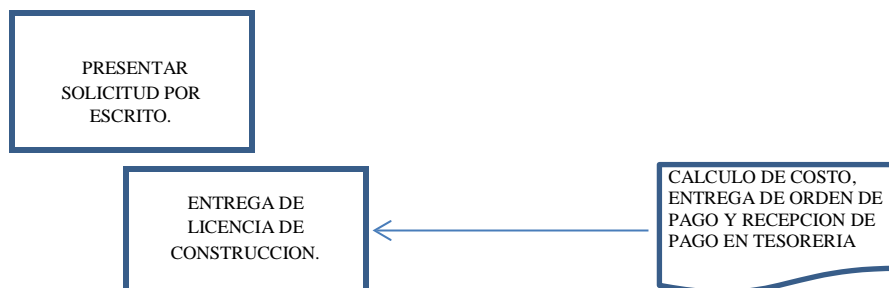 PRESENTAR
SOLICITUD POR
ESCRITO.
ENTREGA DE
LICENCIA DE
CONSTRUCCION.
CALCULO DE COSTO,
ENTREGA DE ORDEN DE
PAGO Y RECEPCION DE
PAGO EN TESORERIA